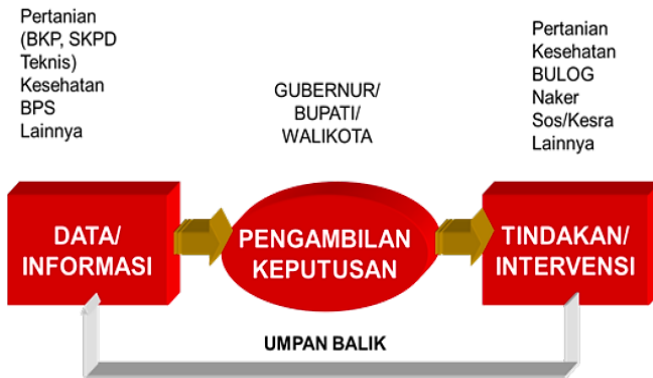 Pertanian
(BKP, SKPD
Teknis)
Kesehatan
BPS
Lainnya
GUBERNUR/
BUPATI/
WALIKOTA
Pertanian
Kesehatan
BULOG
Naker
Sos/Kesra
Lainnya
DATA/
INFORMASI
PENGAMBILAN
KEPUTUSAN
TINDAKAN/
INTERVENSI
UMPAN BALIK